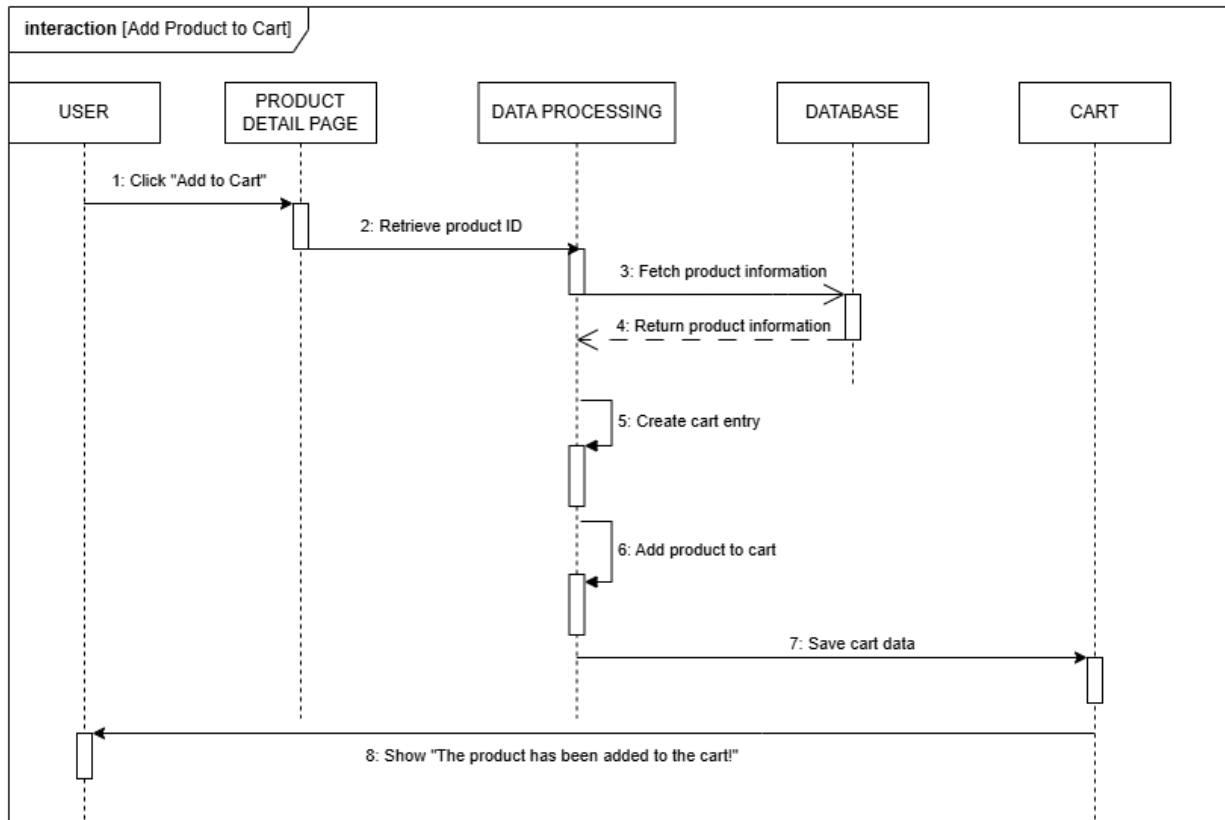 interaction [Add Product to Cart]
USER
PRODUCT
DETAIL PAGE
DATA PROCESSING
DATABASE
CART
1: Click "Add to Cart"
2: Retrieve product ID
3: Fetch product information
4: Return product information
5: Create cart entry
6: Add product to cart
7: Save cart data
8: Show "The product has been added to the cart!"